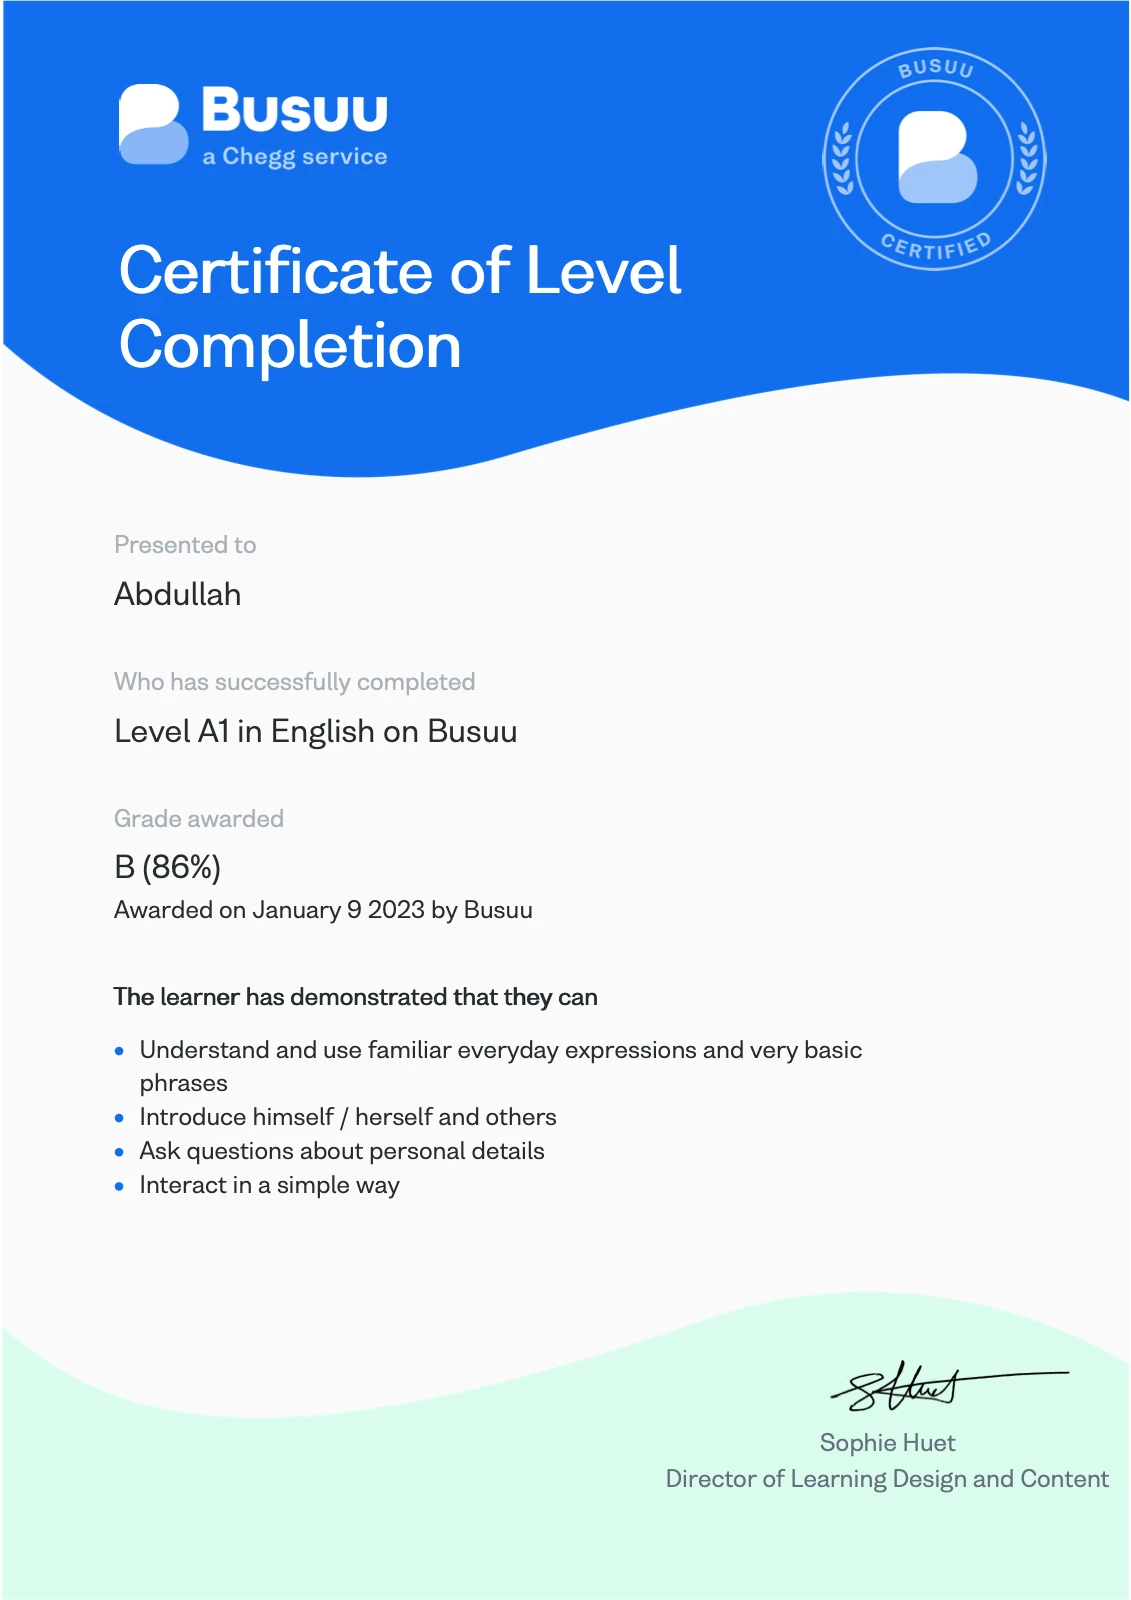 Busuu
a Chegg service
BUSUU
CERTIFIED
Certificate of Level
Completion
Presented to
Abdullah
Who has successfully completed
Level A1 in English on Busuu
Grade awarded
B (86%)
Awarded on January 9 2023 by Busuu
The learner has demonstrated that they can
• Understand and use familiar everyday expressions and very basic
phrases
• Introduce himself / herself and others
• Ask questions about personal details
• Interact in a simple way
S Huet
Sophie Huet
Director of Learning Design and Content